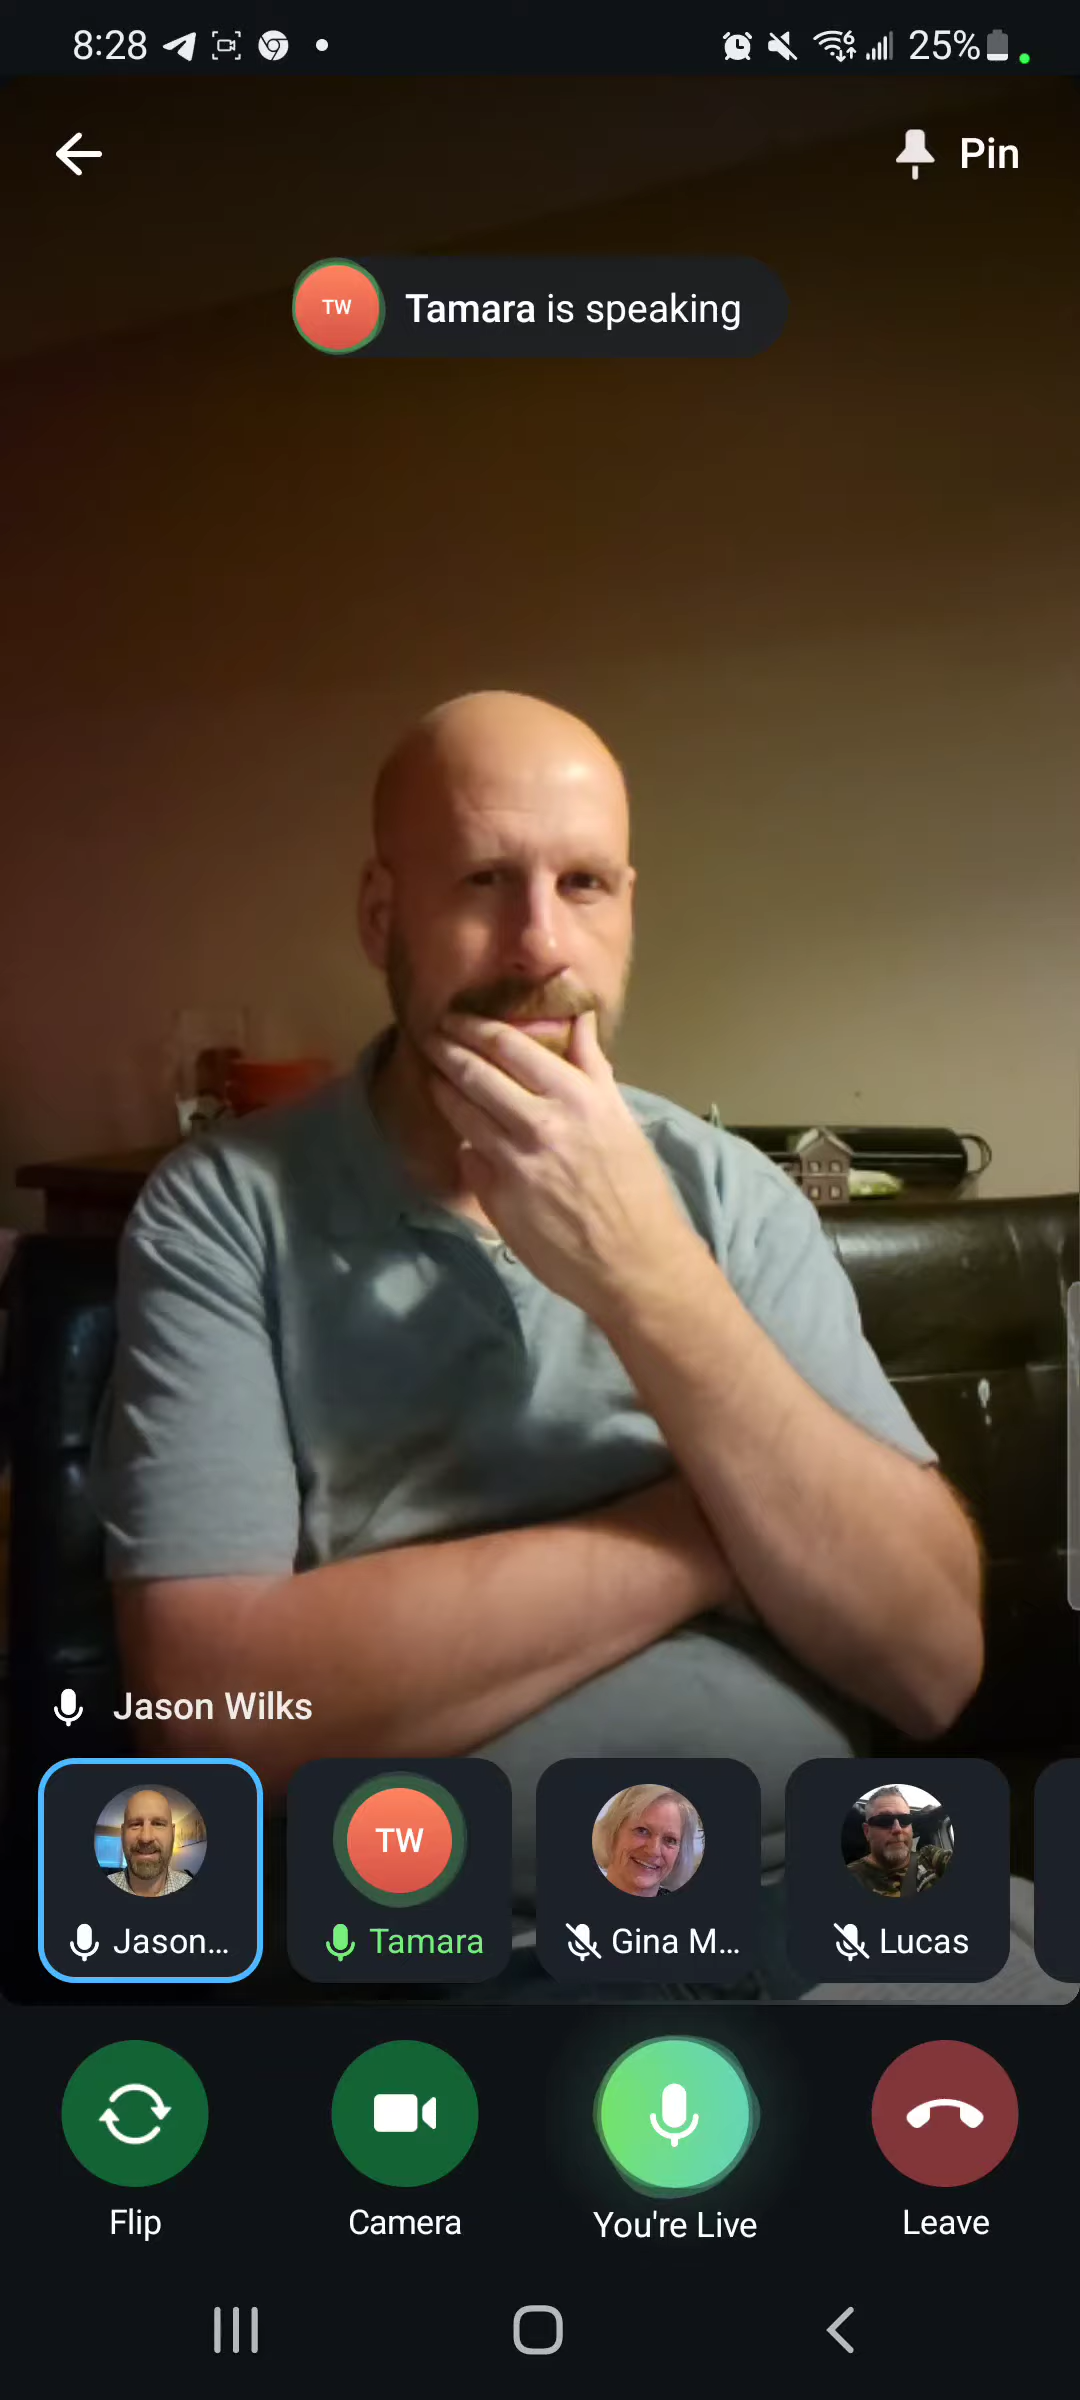 8:28
25%
Pin
TW
Tamara is speaking
Jason Wilks
TW
Jason...
Tamara
Gina M...
Lucas
Flip
Camera
You're Live
Leave